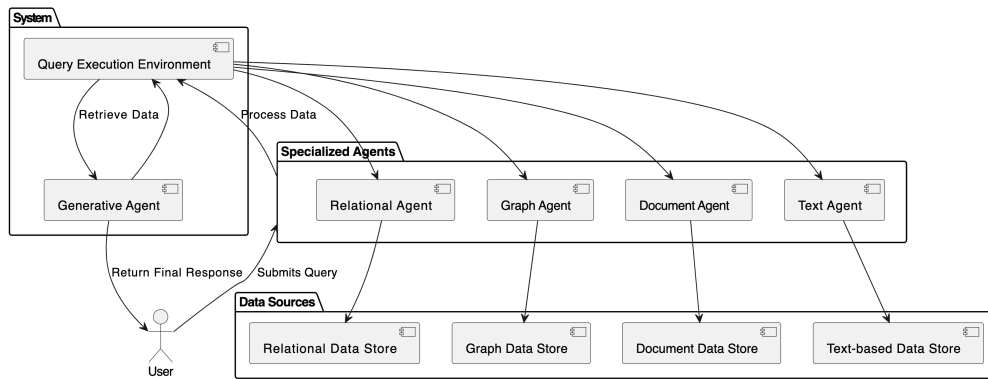 System
Query Execution Environment
Retrieve Data
Process Data
Specialized Agents
Generative Agent
Relational Agent
Graph Agent
Document Agent
Text Agent
Return Final Response
Submits Query
Data Sources
Relational Data Store
Graph Data Store
Document Data Store
Text-based Data Store
User